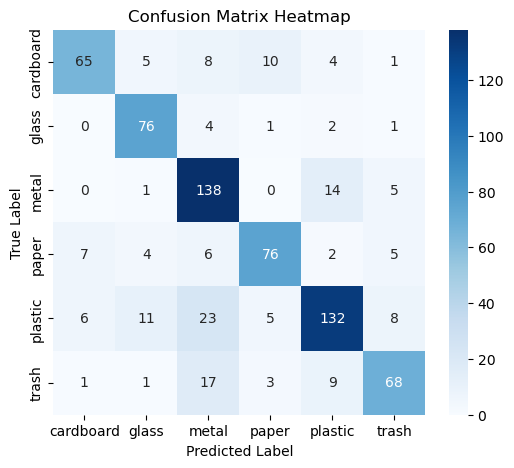 Confusion Matrix Heatmap
True Label
cardboard 65 5 8 10 4 1
glass 0 76 4 1 2 1
metal 0 1 138 0 14 5
paper 7 4 6 76 2 5
plastic 6 11 23 5 132 8
trash 1 1 17 3 9 68
cardboard glass metal paper plastic trash
Predicted Label
120
100
80
60
40
20
0